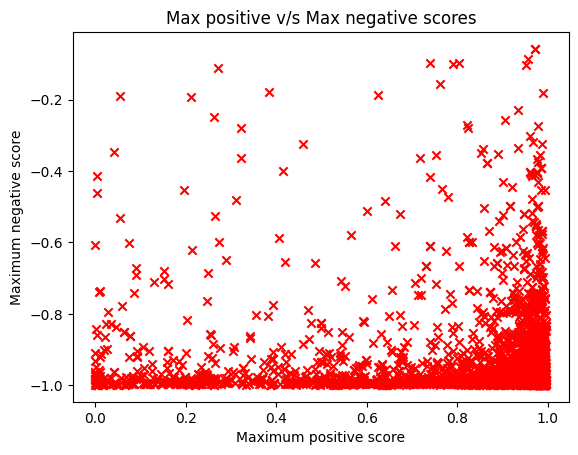 Max positive v/s Max negative scores
Maximum negative score
−0.2
−0.4
−0.6
−0.8
−1.0
0.0 0.2 0.4 0.6 0.8 1.0
Maximum positive score